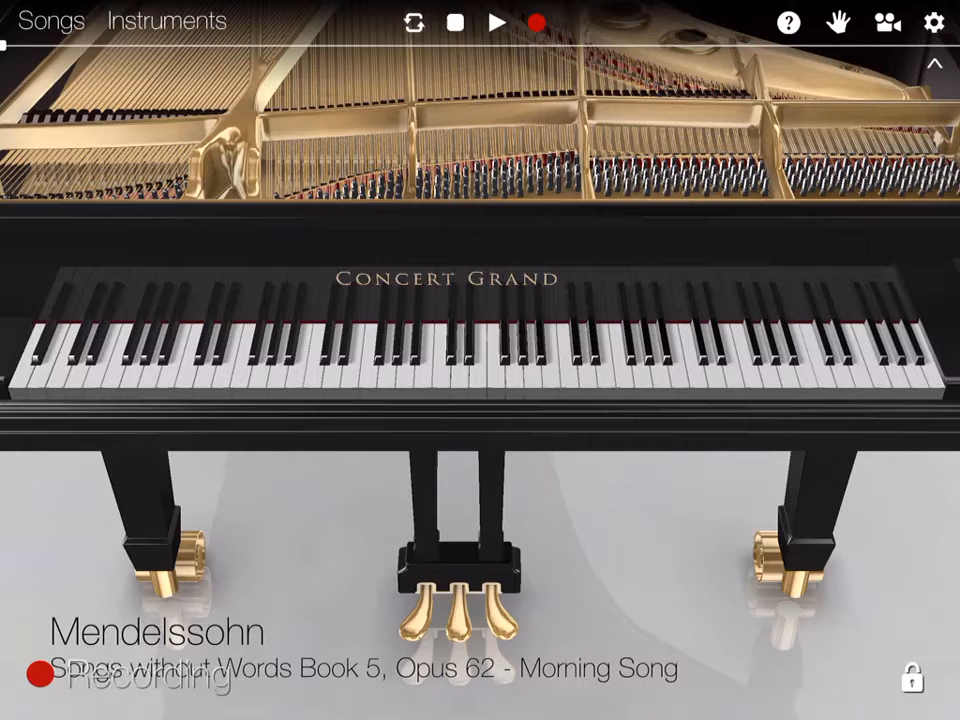 Songs Instruments
CONCERT GRAND
Mendelssohn
Songs without Words Book 5, Opus 62 - Morning Song
Recording